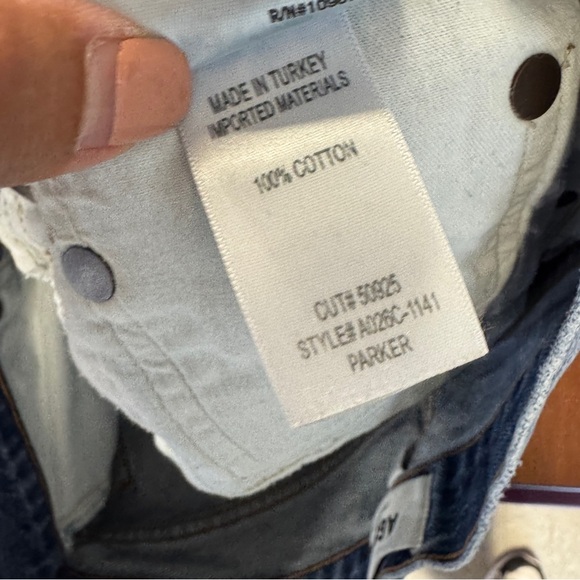 MADE IN TURKEY
IMPORTED MATERIALS
100% COTTON
CUT# 50925
STYLE# A026C-1141
PARKER